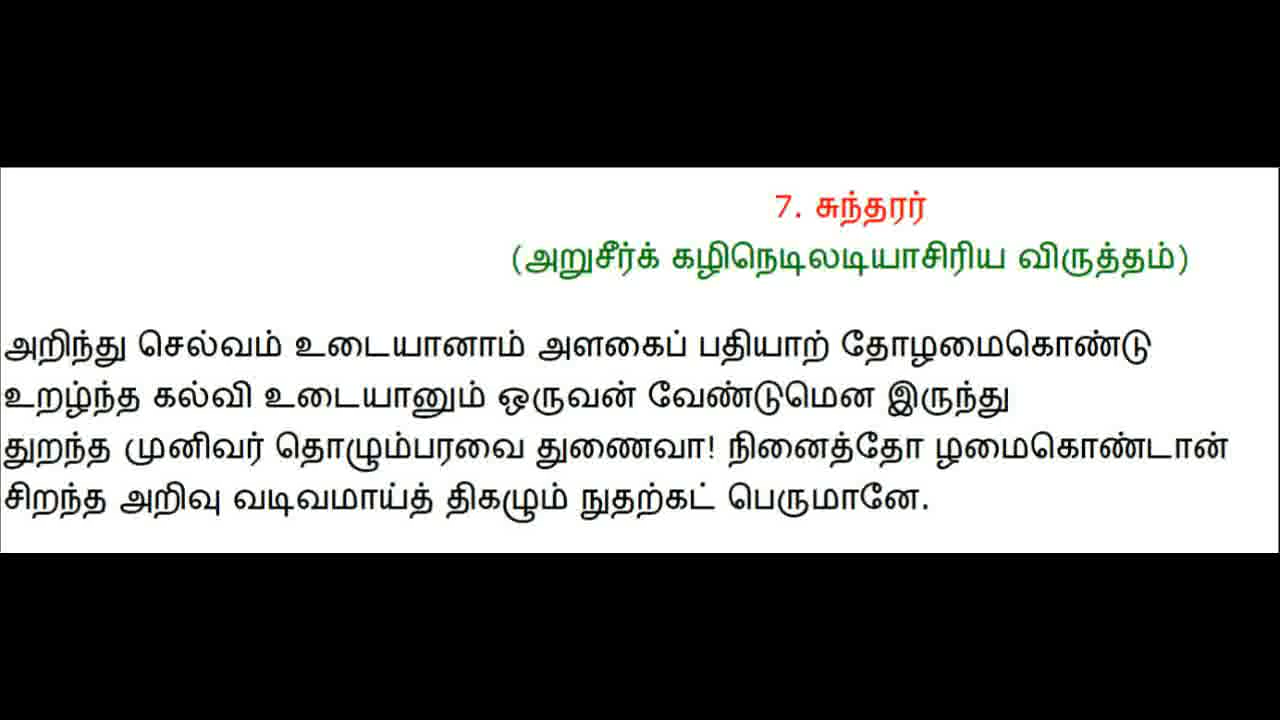 7. சுந்தரர்
(அறுசீர்க் கழிநெடிலடியாசிரிய விருத்தம்)
அறிந்து செல்வம் உடையானாம் அளகைப் பதியாற் தோழமைகொண்டு
உறழ்ந்த கல்வி உடையானும் ஒருவன் வேண்டுமென இருந்து
துறந்த முனிவர் தொழும்பரவை துணைவா! நினைத்தோ ழமைகொண்டான்
சிறந்த அறிவு வடிவமாய்த் திகழும் நுதற்கட் பெருமானே.